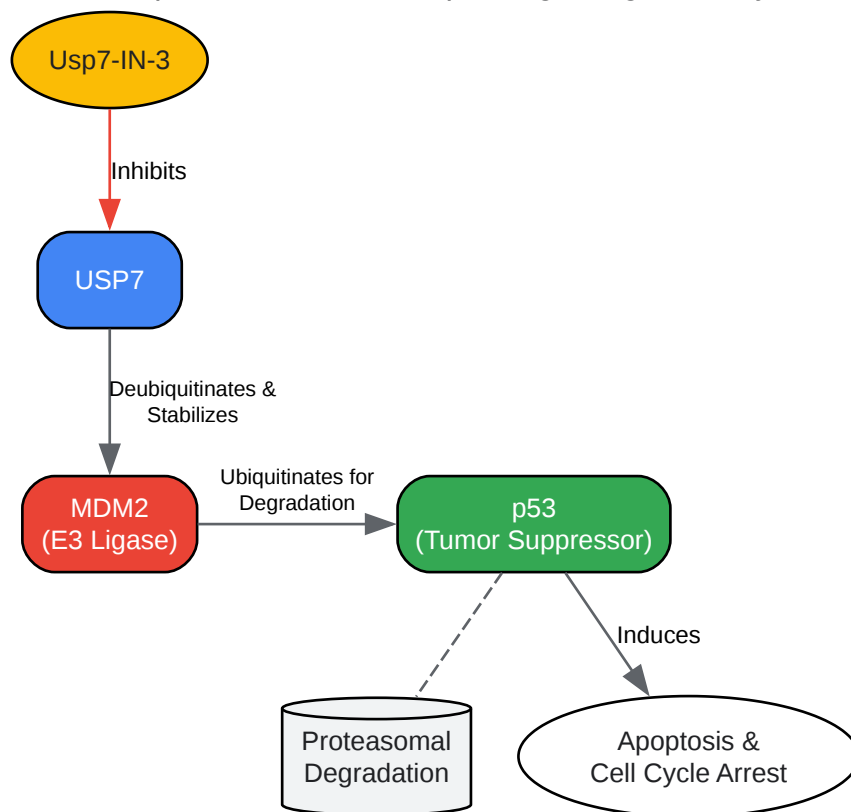 Usp7-IN-3
Inhibits
USP7
Deubiquitinates &
Stabilizes
MDM2
(E3 Ligase)
Ubiquitinates for
Degradation
p53
(Tumor Suppressor)
Induces
Proteasomal
Degradation
Apoptosis &
Cell Cycle Arrest